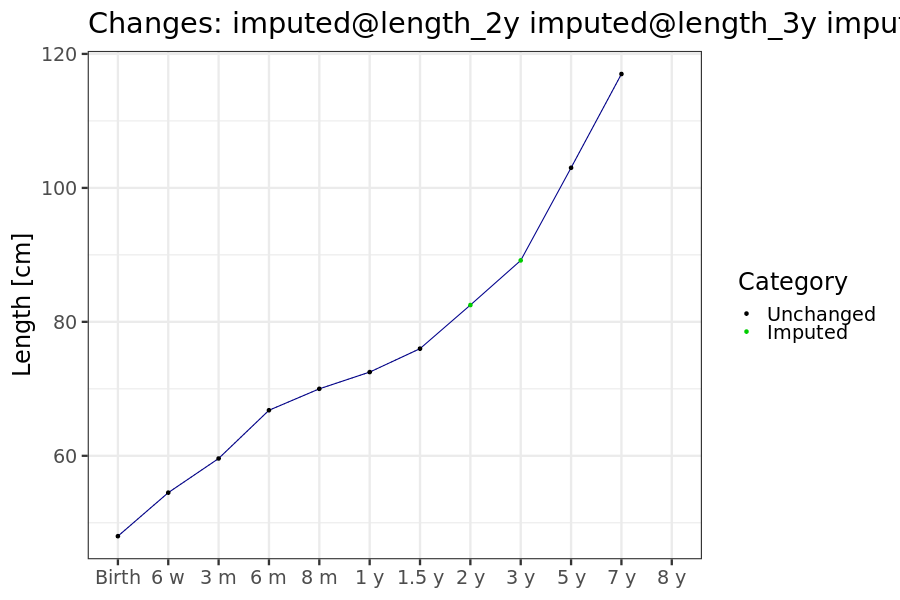 Changes: imputed@length_2y imputed@length_3y
120
100
80
60
Length [cm]
Birth 6 w 3 m 6 m 8 m 1 y 1.5 y 2 y 3 y 5 y 7 y 8 y
Category
Unchanged
Imputed